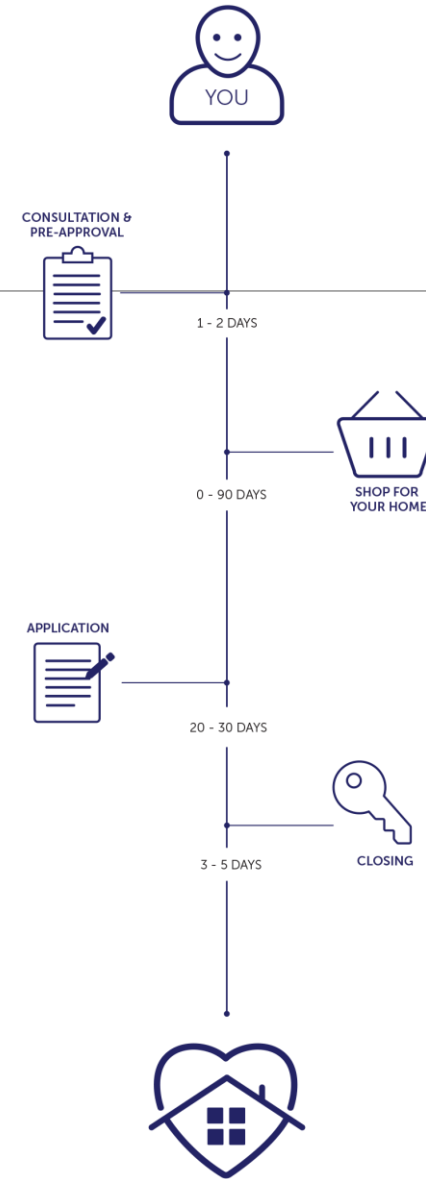 YOU
CONSULTATION &
PRE-APPROVAL
1 - 2 DAYS
SHOP FOR
YOUR HOME
0 - 90 DAYS
APPLICATION
20 - 30 DAYS
CLOSING
3 - 5 DAYS